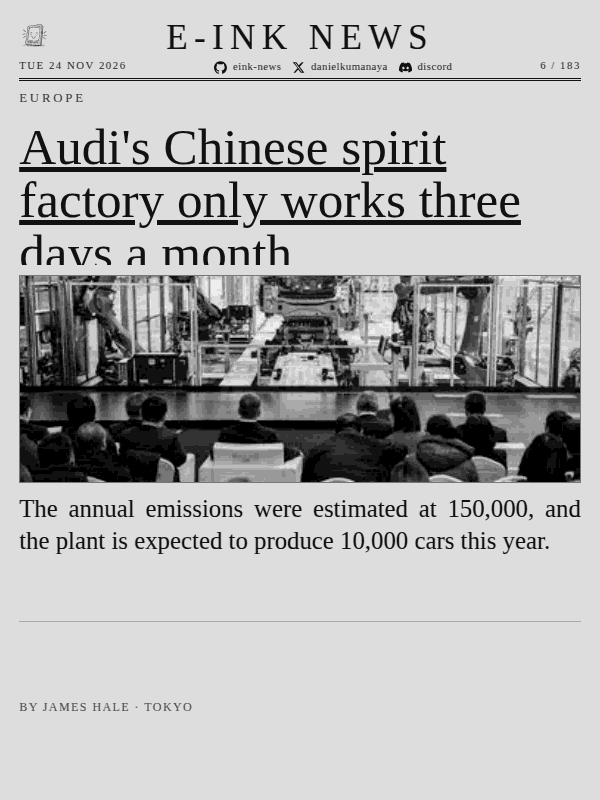 E-INK NEWS
TUE 24 NOV 2026
eink-news
danielkumanaya
discord
6 / 183
EUROPE
Audi's Chinese spirit
factory only works three
days a month
The annual emissions were estimated at 150,000, and
the plant is expected to produce 10,000 cars this year.
BY JAMES HALE · TOKYO